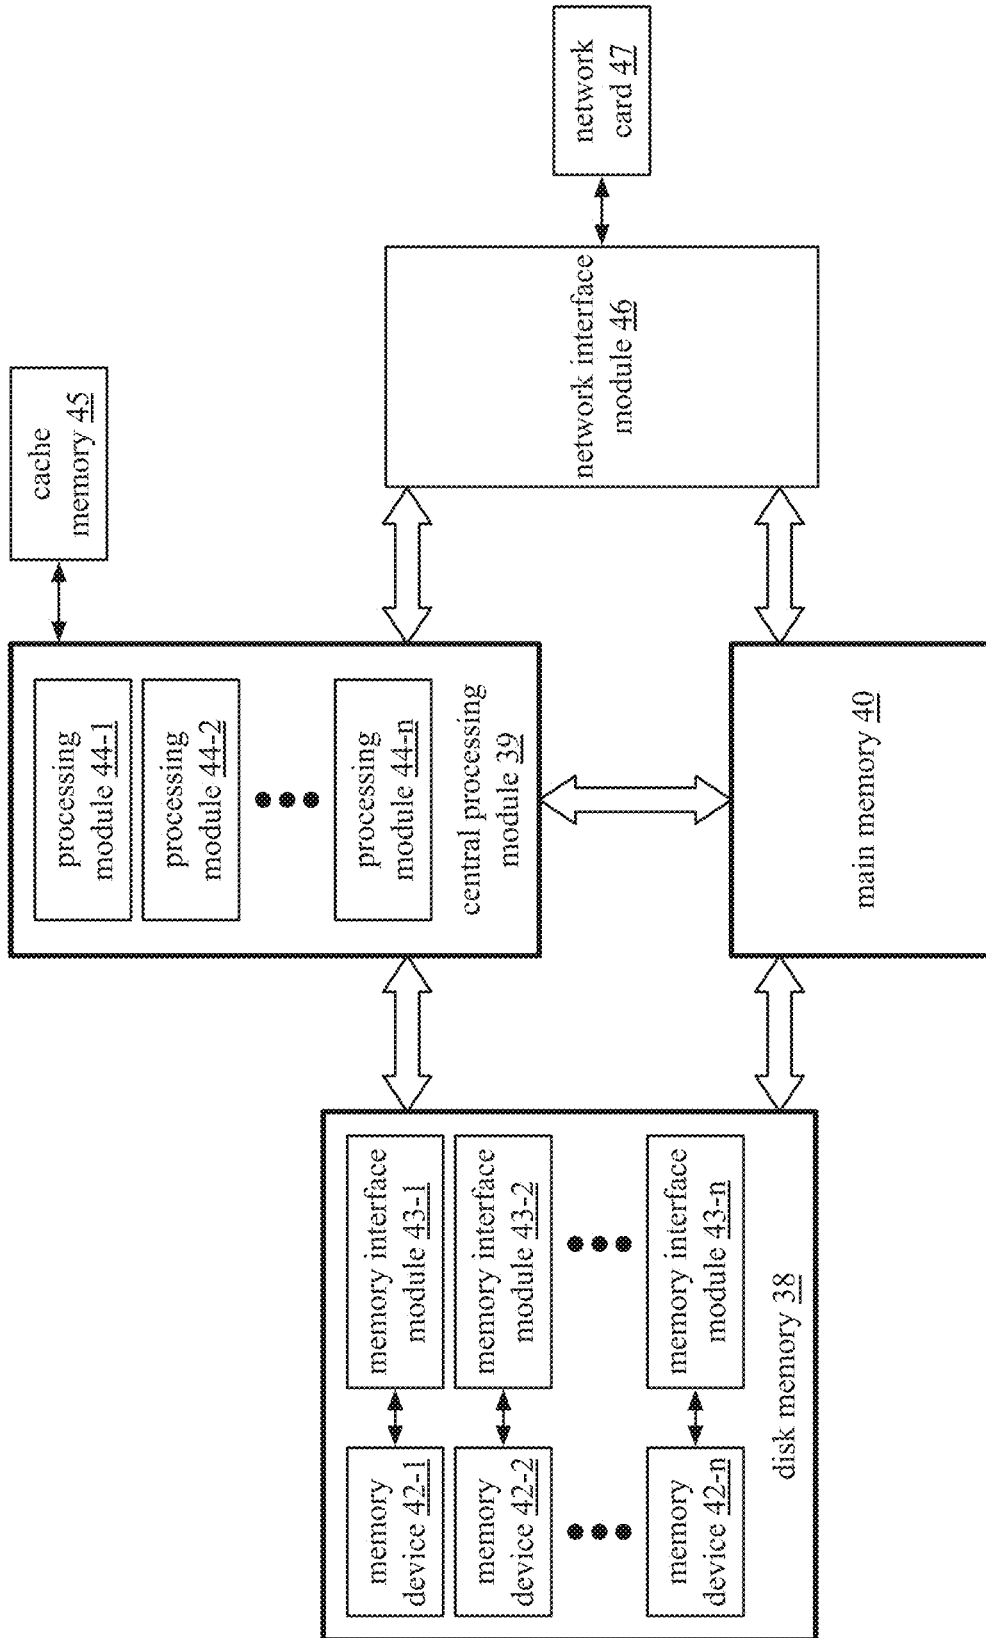 memory
device 42-1
memory interface
module 43-1
memory
device 42-2
memory interface
module 43-2
memory
device 42-n
memory interface
module 43-n
disk memory 38
processing
module 44-1
processing
module 44-2
processing
module 44-n
central processing
module 39
cache
memory 45
main memory 40
network interface
module 46
network
card 47